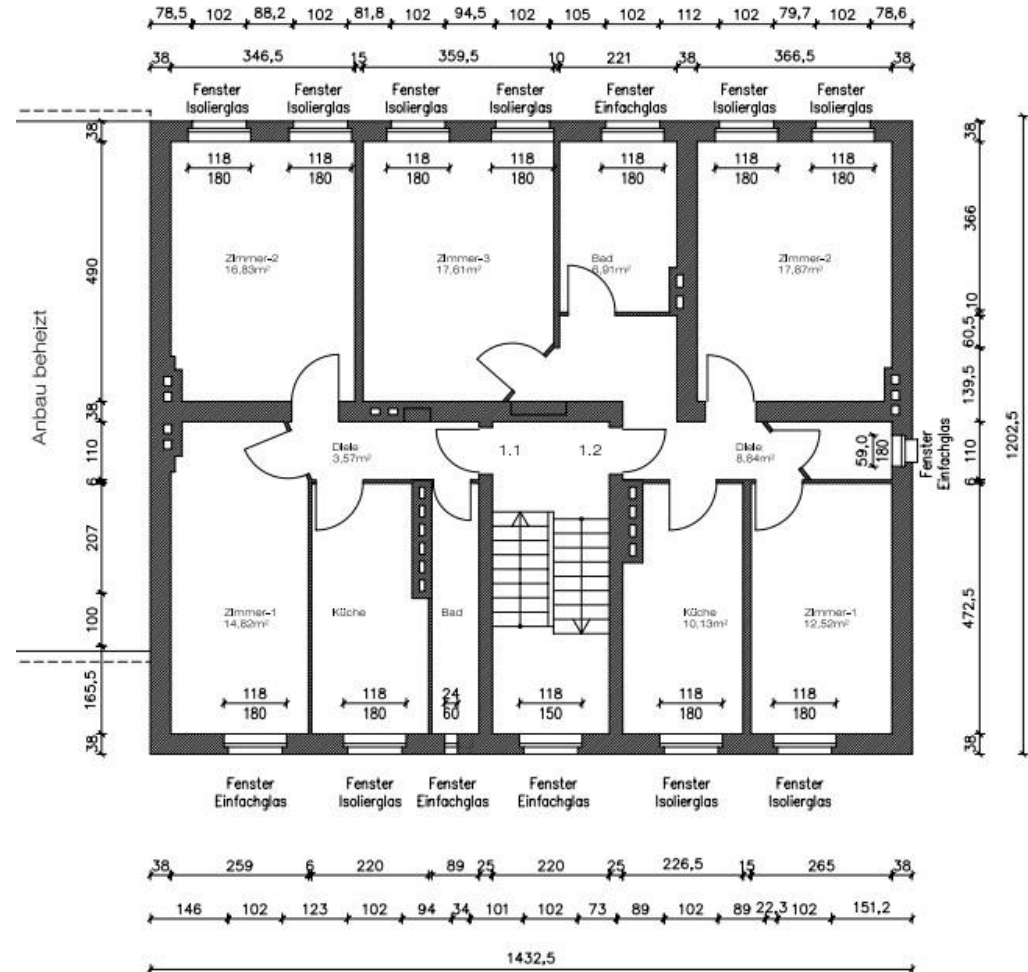 78,5 102 88,2 102 81,8 102 94,5 102 105 102 112 102 79,7 102 78,6
38 346,5 15 359,5 10 221 38 366,5 38
Fenster Isolierglas
Fenster Isolierglas
Fenster Isolierglas
Fenster Isolierglas
Fenster Einfachglas
Fenster Isolierglas
Fenster Isolierglas
118 118 118 118 118 118 118
180 180 180 180 180 180 180
Zimmer-2
16,83m²
Zimmer-3
17,61m²
Bad
6,91m²
Zimmer-2
17,87m²
Anbau beheizt
38
490
38
110
6
207
100
165,5
38
38
366
10
60,5
139,5
110
6
472,5
38
1202,5
Diele
3,57m²
1.1 1.2
Diele
8,84m²
59,0
180
Fenster
Einfachglas
Zimmer-1
14,82m²
Küche
Bad
Küche
10,13m²
Zimmer-1
12,52m²
118 118 24 118 118 118
180 180 60 150 180 180
Fenster Einfachglas
Fenster Isolierglas
Fenster Einfachglas
Fenster Einfachglas
Fenster Isolierglas
Fenster Isolierglas
38 259 6 220 89 25 220 25 226,5 15 265 38
146 102 123 102 94 34 101 102 73 89 102 89 22,3 102 151,2
1432,5